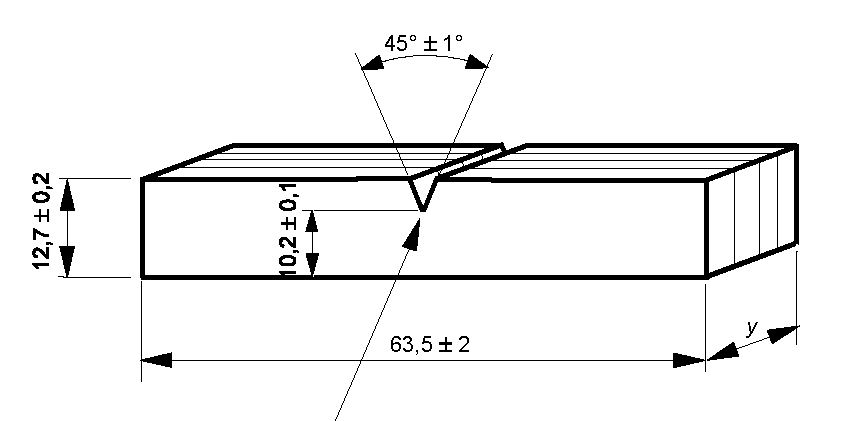 45° ± 1°
12,7 ± 0,2
10,2 ± 0,1
63,5 ± 2
y